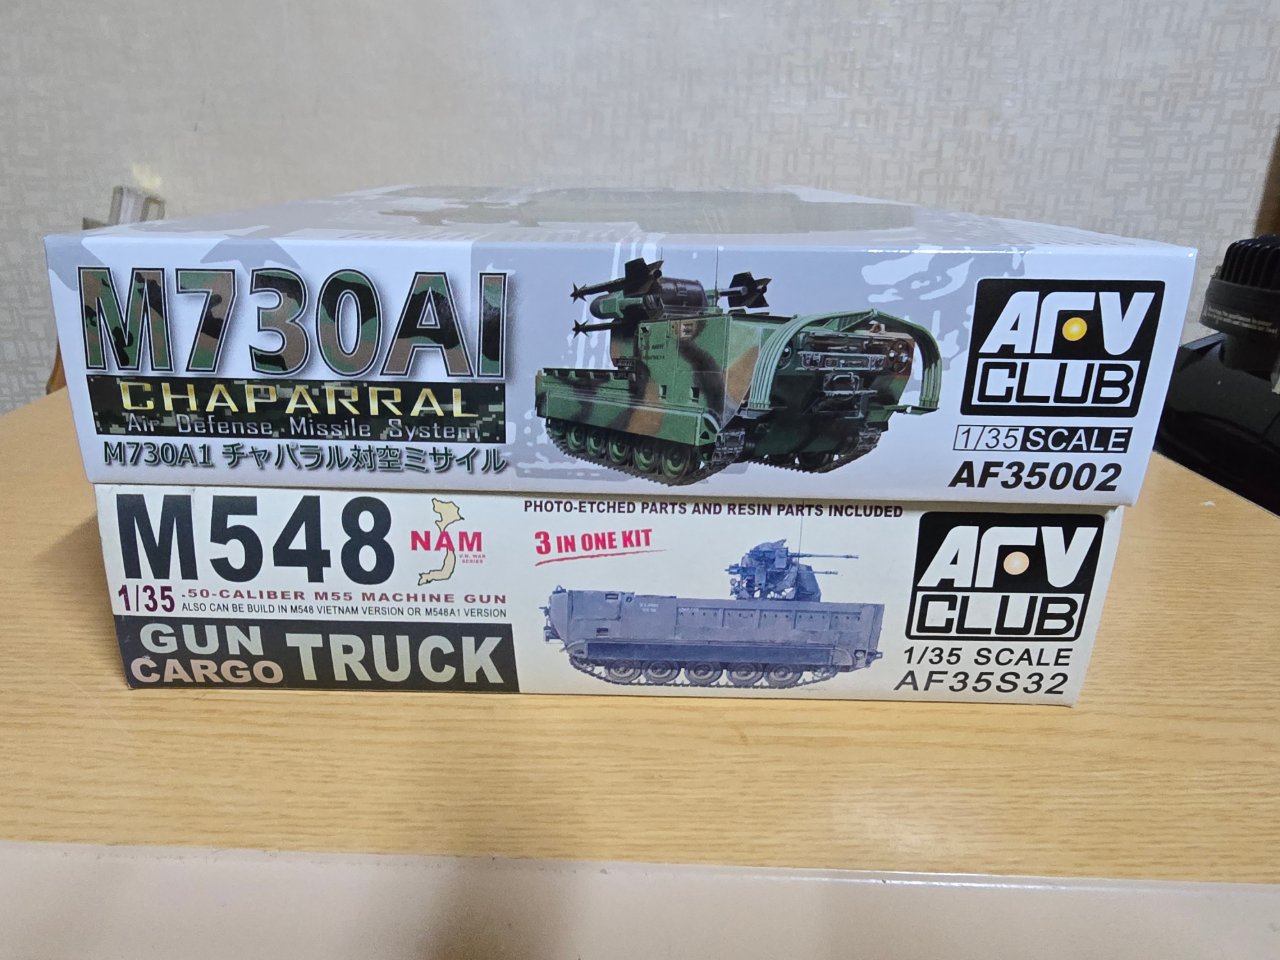 M730A1
CHAPARRAL
Air Defense Missile System
M730A1 チャパラル対空ミサイル
AFV
CLUB
1/35 SCALE
AF35002
M548
NAM
V.N. WAR
SERIES
1/35 .50-CALIBER M55 MACHINE GUN
ALSO CAN BE BUILD IN M548 VIETNAM VERSION OR M548A1 VERSION
GUN
CARGO
TRUCK
PHOTO-ETCHED PARTS AND RESIN PARTS INCLUDED
3 IN ONE KIT
AFV
CLUB
1/35 SCALE
AF35S32